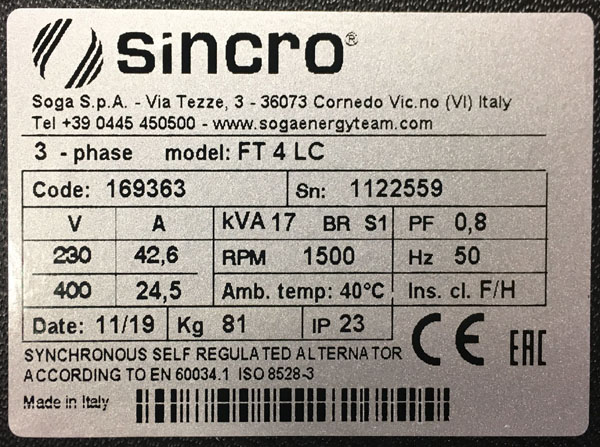 sincro®
Soga S.p.A. - Via Tezze, 3 - 36073 Cornedo Vic.no (VI) Italy
Tel +39 0445 450500 - www.sogaenergyteam.com
3 - phase model: FT 4 LC
Code: 169363 Sn: 1122559
V A kVA 17 BR S1 PF 0,8
230 42,6 RPM 1500 Hz 50
400 24,5 Amb. temp: 40°C Ins. cl. F/H
Date: 11/19 Kg 81 IP 23
SYNCHRONOUS SELF REGULATED ALTERNATOR CE EAC
ACCORDING TO EN 60034.1 ISO 8528-3
Made in Italy